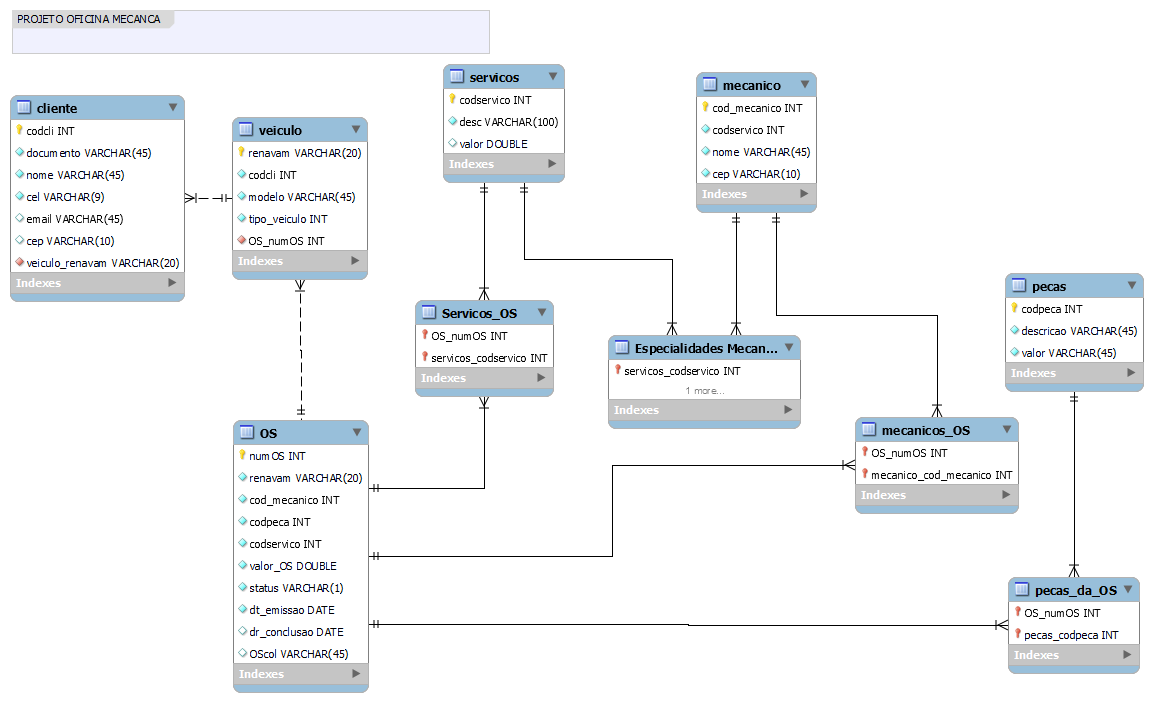 PROJETO OFICINA MECANCA
cliente
codcli INT
documento VARCHAR(45)
nome VARCHAR(45)
cel VARCHAR(9)
email VARCHAR(45)
cep VARCHAR(10)
veiculo_renavam VARCHAR(20)
Indexes
veiculo
renavam VARCHAR(20)
codcli INT
modelo VARCHAR(45)
tipo_veiculo INT
OS_numOS INT
Indexes
servicos
codservico INT
desc VARCHAR(100)
valor DOUBLE
Indexes
mecanico
cod_mecanico INT
codservico INT
nome VARCHAR(45)
cep VARCHAR(10)
Indexes
pecas
codpeca INT
descricao VARCHAR(45)
valor VARCHAR(45)
Indexes
Servicos_OS
OS_numOS INT
servicos_codservico INT
Indexes
Especialidades Mecan...
servicos_codservico INT
1 more...
Indexes
OS
numOS INT
renavam VARCHAR(20)
cod_mecanico INT
codpeca INT
codservico INT
valor_OS DOUBLE
status VARCHAR(1)
dt_emissao DATE
dr_conclusao DATE
OScol VARCHAR(45)
Indexes
mecanicos_OS
OS_numOS INT
mecanico_cod_mecanico INT
Indexes
pecas_da_OS
OS_numOS INT
pecas_codpeca INT
Indexes